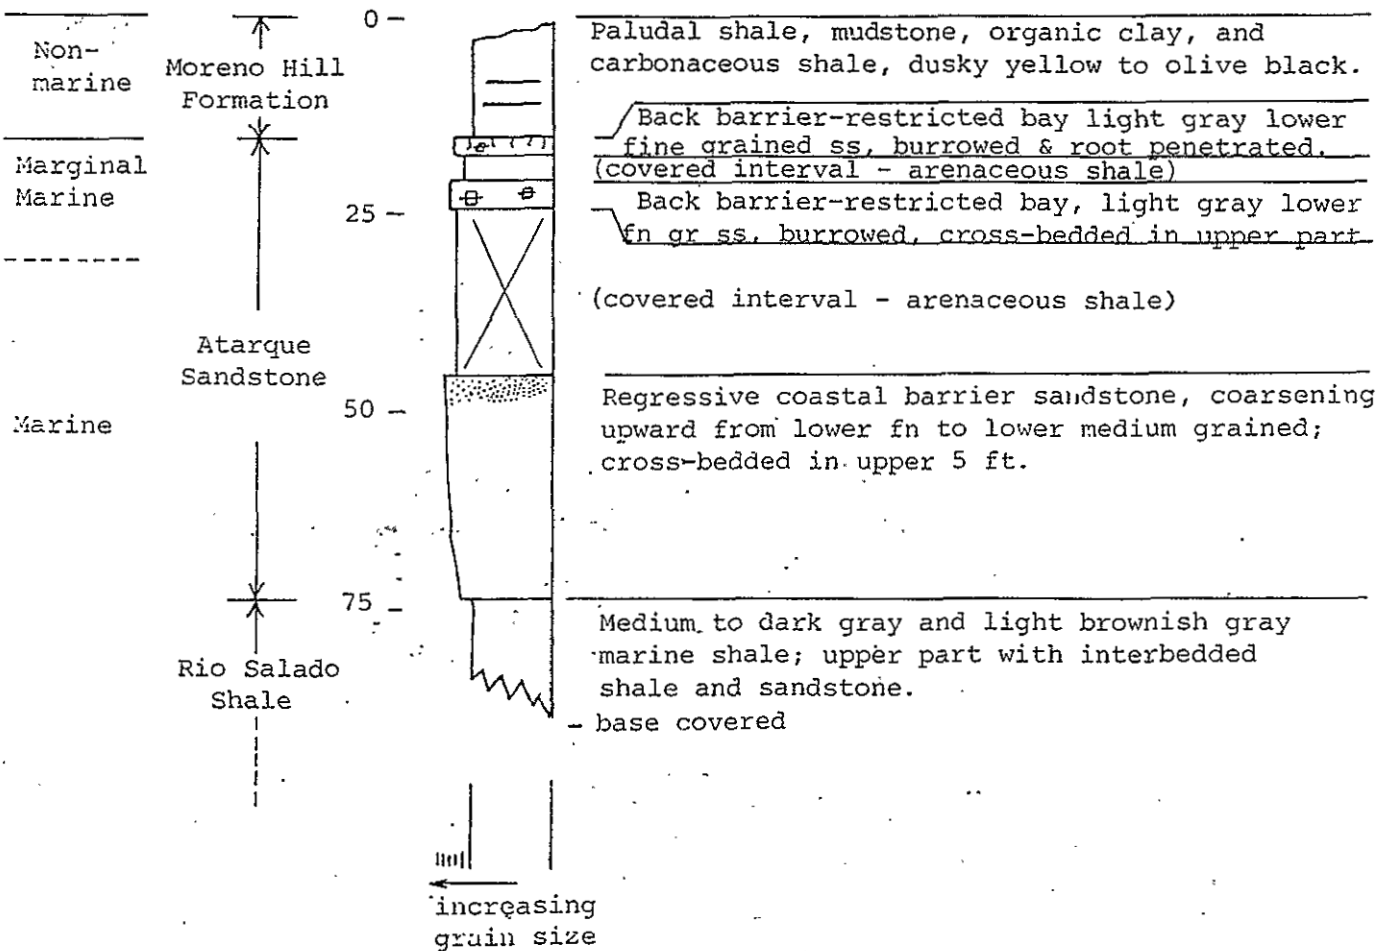 0 —
Non-
marine
Moreno Hill
Formation
Paludal shale, mudstone, organic clay, and
carbonaceous shale, dusky yellow to olive black.
Back barrier-restricted bay light gray lower
fine grained ss, burrowed & root penetrated.
Marginal
Marine
(covered interval - arenaceous shale)
25 —
Back barrier-restricted bay, light gray lower
fn gr ss, burrowed, cross-bedded in upper part
(covered interval - arenaceous shale)
Atarque
Sandstone
Marine
50 —
Regressive coastal barrier sandstone, coarsening
upward from lower fn to lower medium grained;
cross-bedded in upper 5 ft.
75 —
Rio Salado
Shale
Medium to dark gray and light brownish gray
marine shale; upper part with interbedded
shale and sandstone.
- base covered
increasing
grain size